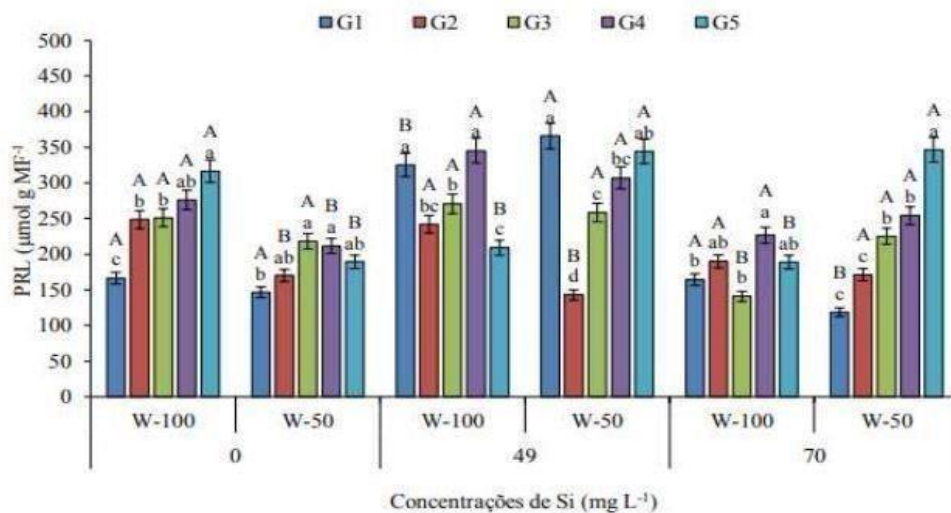 G1 G2 G3 G4 G5
PRL (µmol g MF-1)
500
450
400
350
300
250
200
150
100
50
0
A
c
A
b
A
b
A
ab
A
a
A
b
B
ab
A
a
B
a
B
ab
B
a
A
bc
A
b
A
a
B
c
A
a
B
d
A
c
A
bc
A
ab
A
b
A
ab
B
b
A
a
B
ab
B
c
A
c
A
b
A
b
A
a
W-100 W-50 W-100 W-50 W-100 W-50
0 49 70
Concentrações de Si (mg L-1)